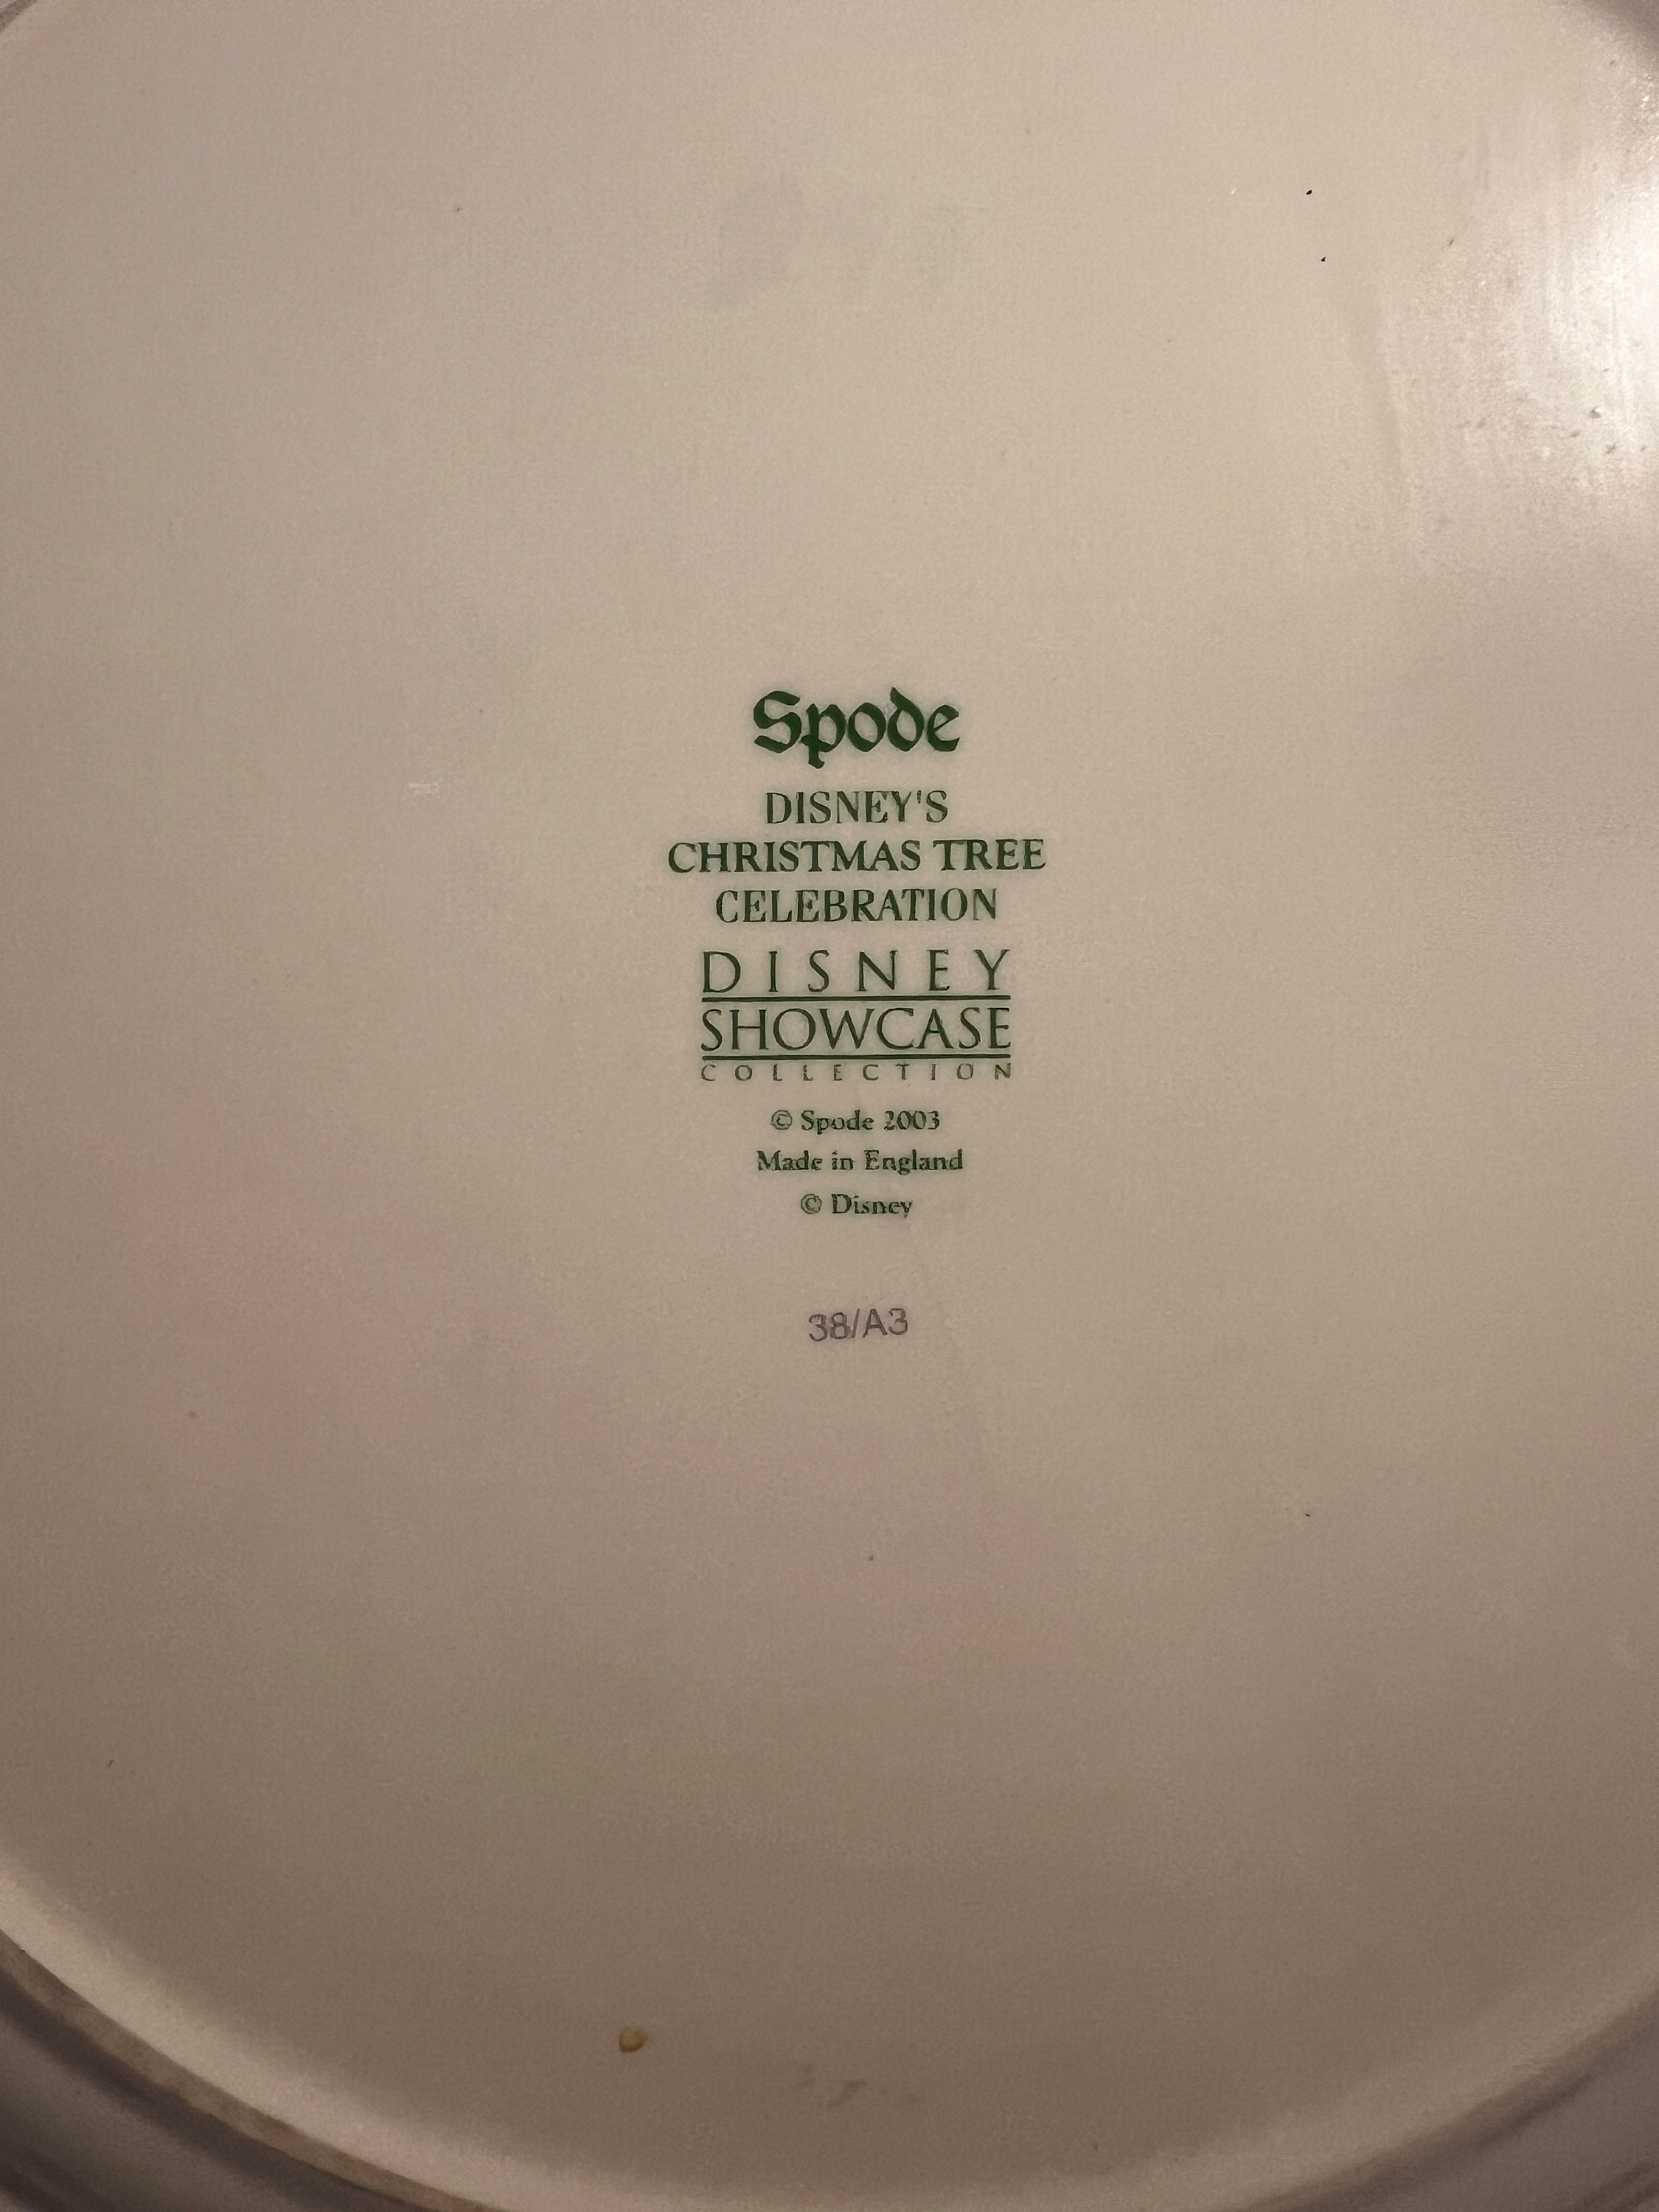 Spode
DISNEY'S
CHRISTMAS TREE
CELEBRATION
DISNEY
SHOWCASE
COLLECTION
© Spode 2003
Made in England
© Disney
38/A3